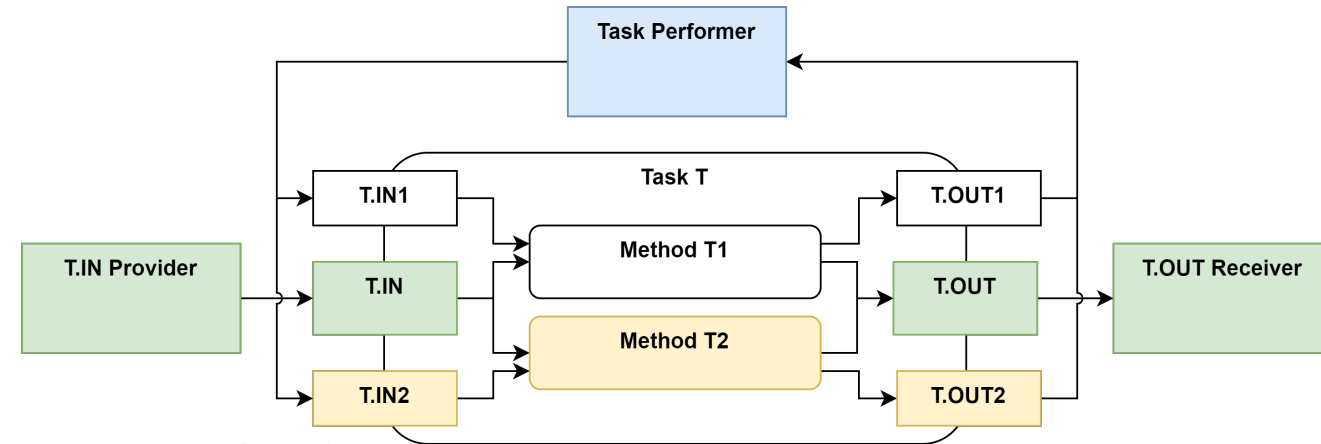 Task Performer
Task T
T.IN1
T.OUT1
Method T1
T.IN Provider
T.IN
T.OUT
T.OUT Receiver
Method T2
T.IN2
T.OUT2